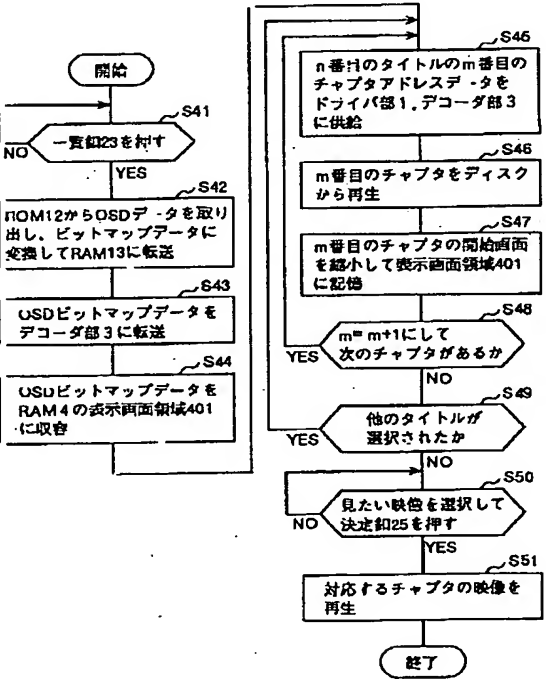 開始
S41
一覧釦23を押す
NO
YES
S42
ROM12からOSDデ-タを取り
出し、ビットマップデータに
変換してRAM13に転送
S43
OSDビットマップデータを
デコーダ部3に転送
S44
OSDビットマップデータを
RAM4の表示画面領域401
に収容
S45
n番目のタイトルのm番目の
チャプタアドレスデ-タを
ドライバ部1,デコーダ部3
に供給
S46
m番目のチャプタをディスク
から再生
S47
m番目のチャプタの開始画面
を縮小して表示画面領域401
に記憶
S48
m=m+1にして
次のチャプタがあるか
YES
NO
S49
他のタイトルが
選択されたか
YES
NO
S50
見たい映像を選択して
決定釦25を押す
NO
YES
S51
対応するチャプタの映像を
再生
終了